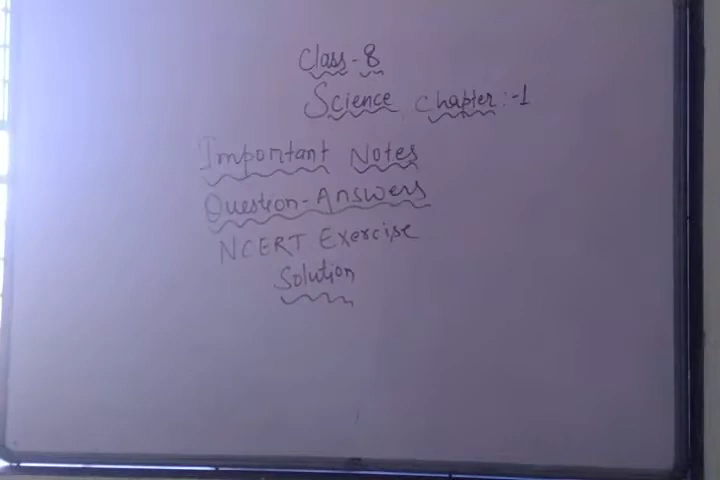 Class-8
Science, Chapter:-1
Important Notes
Question-Answers
NCERT Exercise
Solution